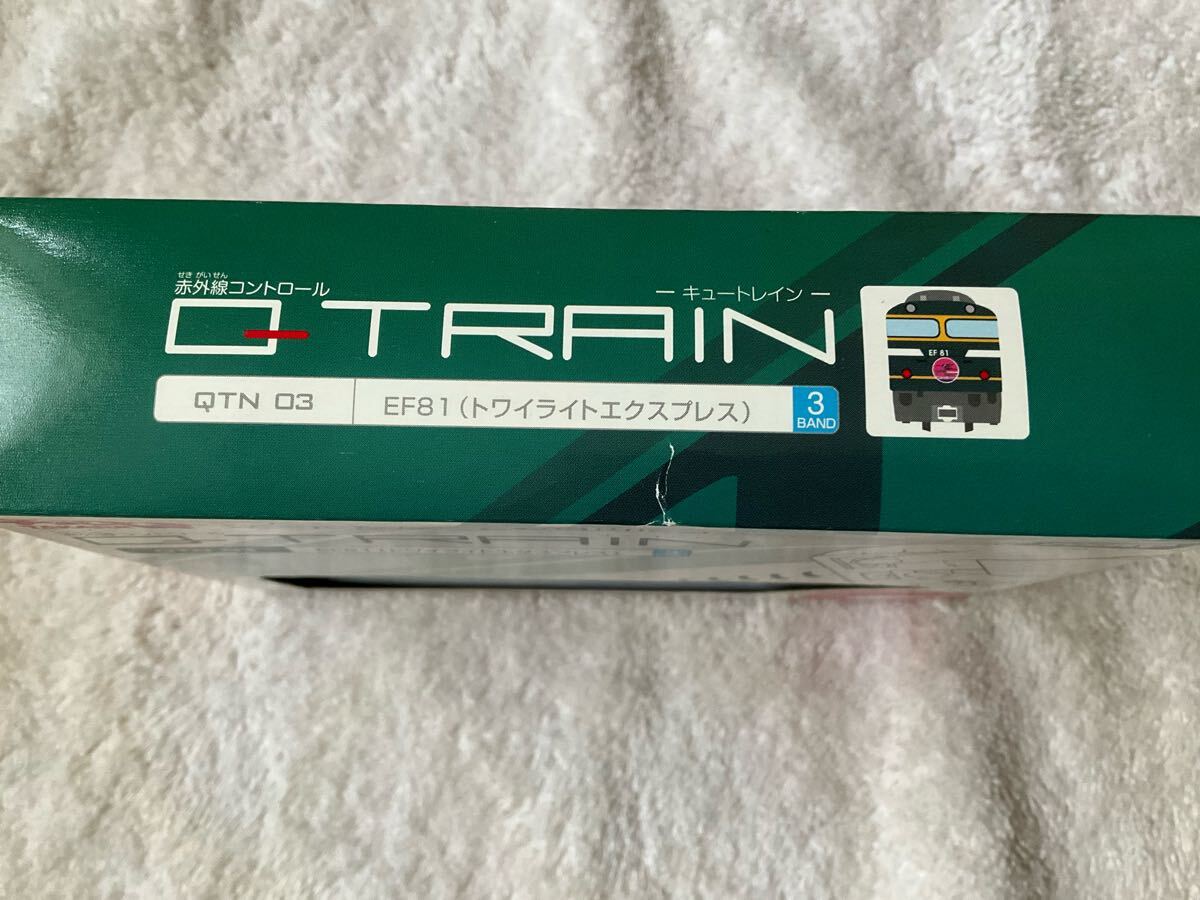 せきがいせん
赤外線コントロール
— キュートレイン —
Q-TRAIN
QTN 03
EF81(トワイライトエクスプレス)
3
BAND
EF 81
TRAIN